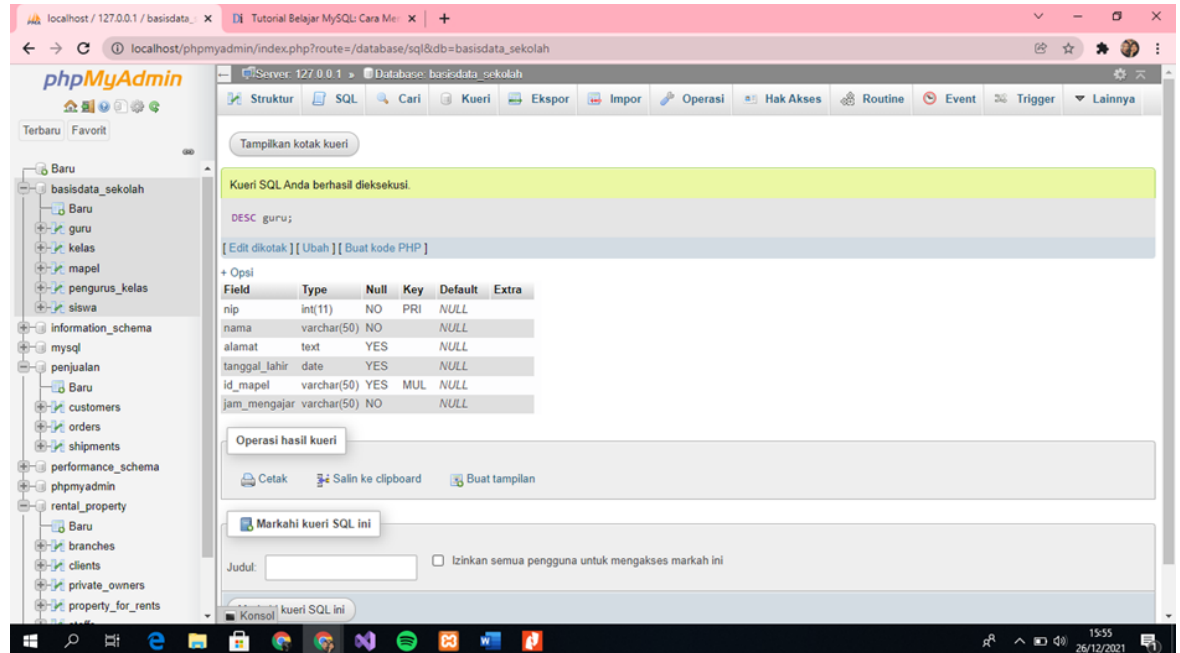 localhost / 127.0.0.1 / basisdata_
Tutorial Belajar MySQL: Cara Me
localhost/phpmyadmin/index.php?route=/database/sql&db=basisdata_sekolah
phpMyAdmin
Terbaru Favorit
Baru
basisdata_sekolah
Baru
guru
kelas
mapel
pengurus_kelas
siswa
information_schema
mysql
penjualan
Baru
customers
orders
shipments
performance_schema
phpmyadmin
rental_property
Baru
branches
clients
private_owners
property_for_rents
Server: 127.0.0.1 » Database: basisdata_sekolah
Struktur SQL Cari Kueri Ekspor Impor Operasi Hak Akses Routine Event Trigger Lainnya
Tampilkan kotak kueri
Kueri SQL Anda berhasil dieksekusi.
DESC guru;
[ Edit dikotak ] [ Ubah ] [ Buat kode PHP ]
+ Opsi
Field Type Null Key Default Extra
nip int(11) NO PRI NULL
nama varchar(50) NO NULL
alamat text YES NULL
tanggal_lahir date YES NULL
id_mapel varchar(50) YES MUL NULL
jam_mengajar varchar(50) NO NULL
Operasi hasil kueri
Cetak Salin ke clipboard Buat tampilan
Markahi kueri SQL ini
Judul: Izinkan semua pengguna untuk mengakses markah ini
kueri SQL ini
Konsol
15:55
26/12/2021